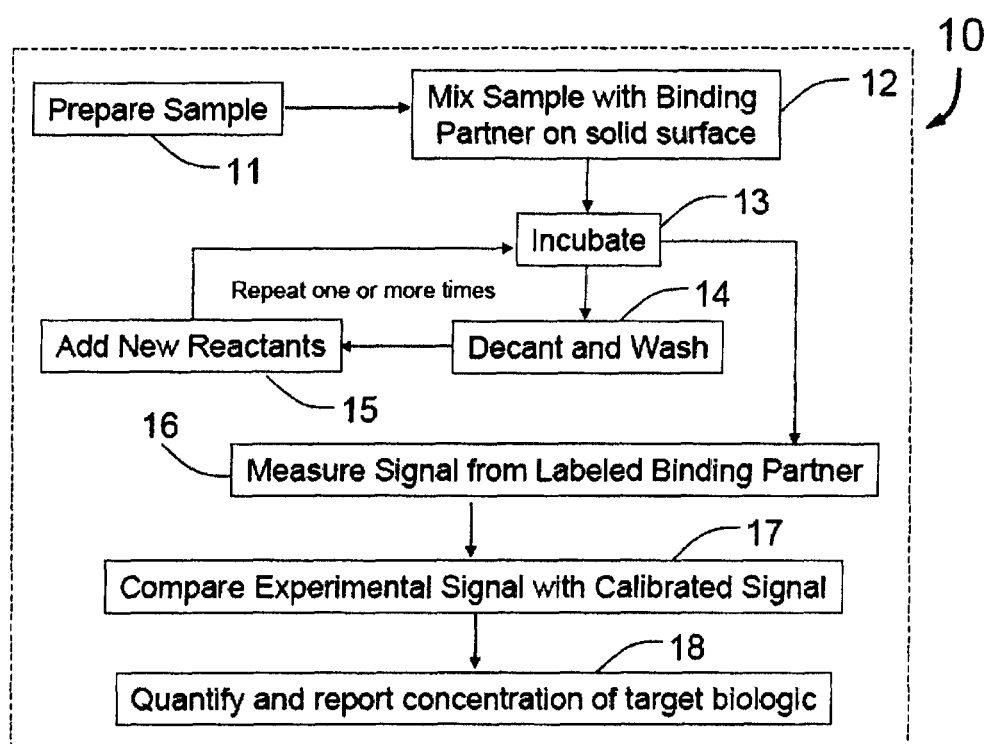 10
Prepare Sample
11
Mix Sample with Binding
Partner on solid surface
12
Incubate
13
Repeat one or more times
Decant and Wash
14
Add New Reactants
15
Measure Signal from Labeled Binding Partner
16
Compare Experimental Signal with Calibrated Signal
17
Quantify and report concentration of target biologic
18